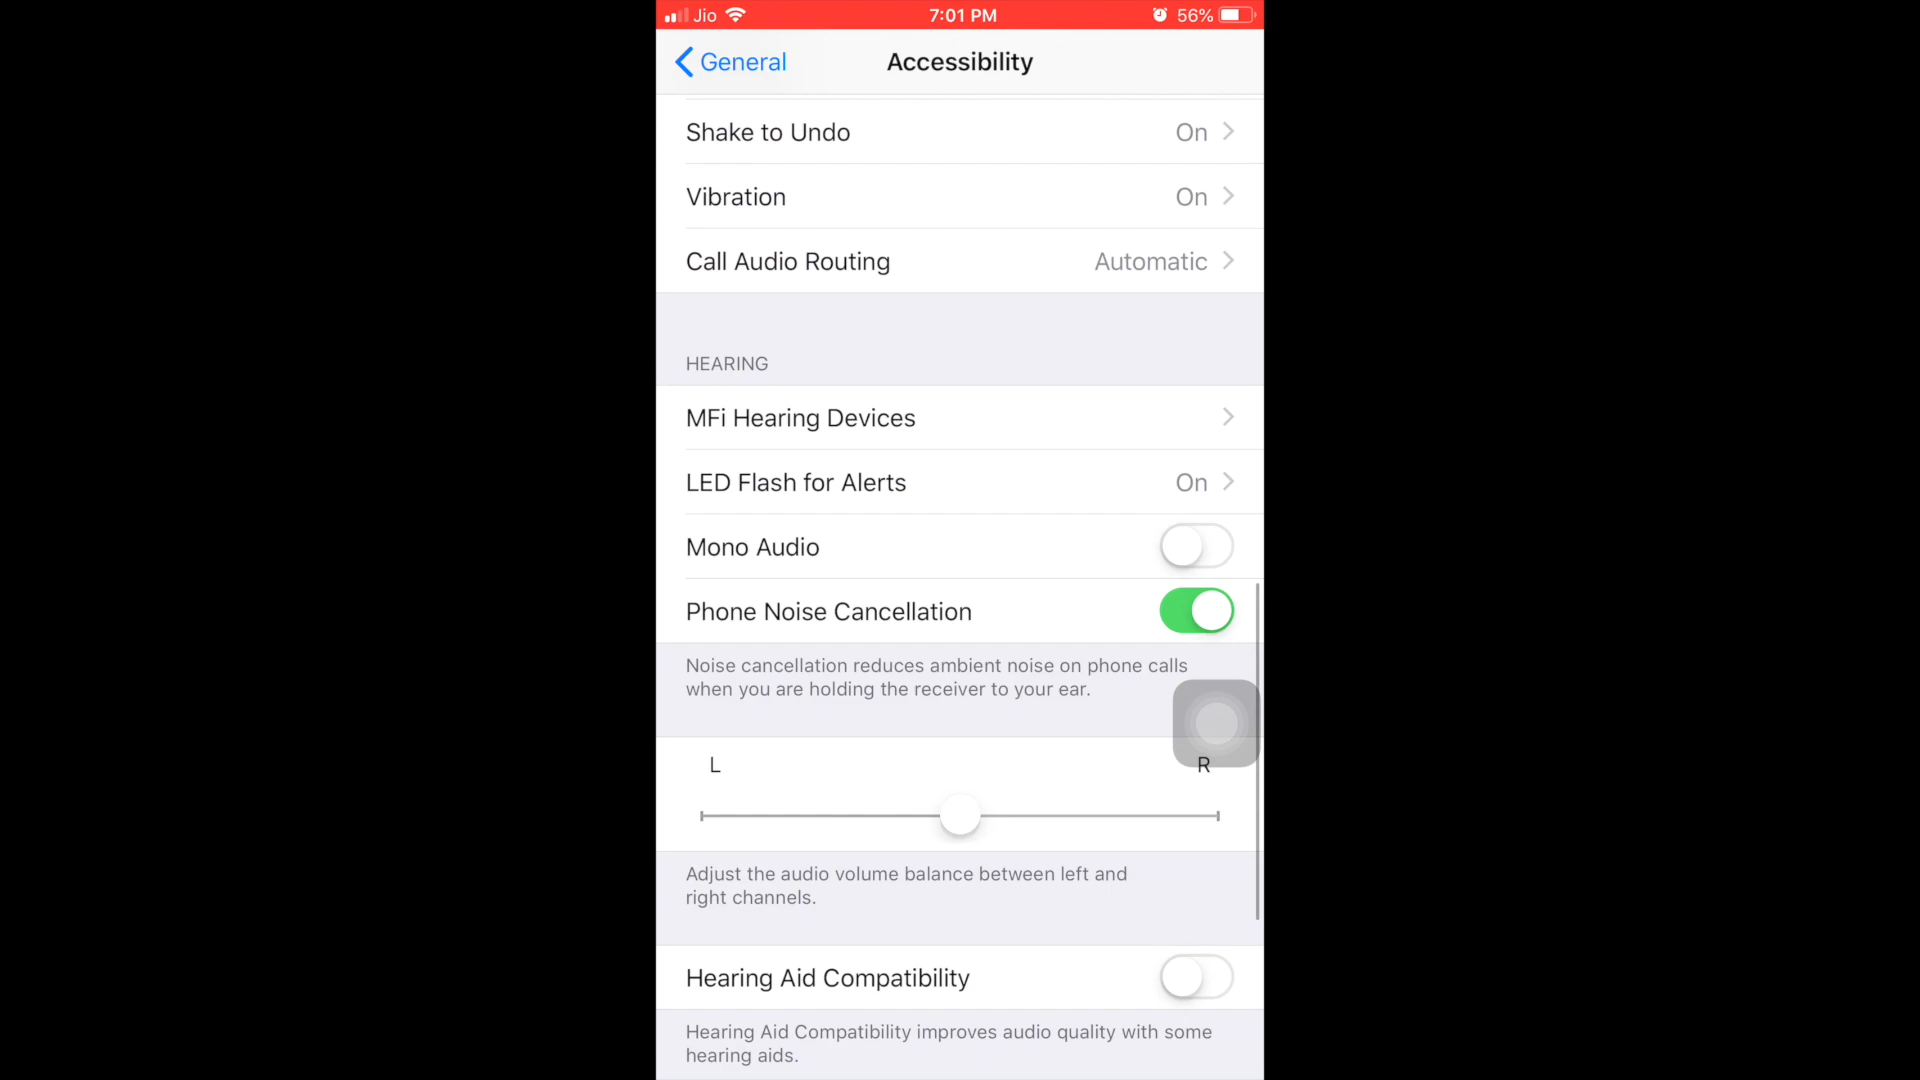 Jio 7:01 PM 56%
General Accessibility
Shake to Undo On
Vibration On
Call Audio Routing Automatic
HEARING
MFi Hearing Devices
LED Flash for Alerts On
Mono Audio
Phone Noise Cancellation
Noise cancellation reduces ambient noise on phone calls
when you are holding the receiver to your ear.
L R
Adjust the audio volume balance between left and
right channels.
Hearing Aid Compatibility
Hearing Aid Compatibility improves audio quality with some
hearing aids.